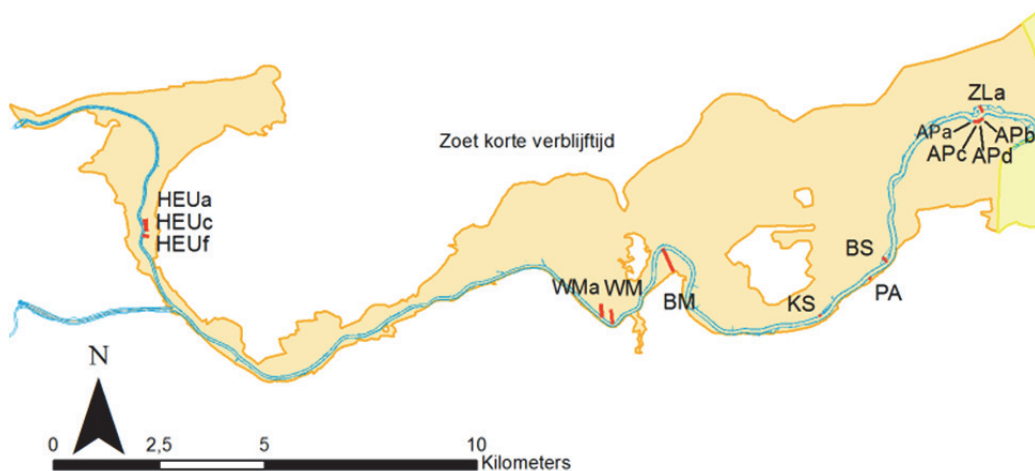 ZLa
APa
APb
APc
APd
Zoet korte verblijftijd
HEUa
HEUc
HEUf
BS
WMa
WM
BM
KS
PA
N
0
2,5
5
10
Kilometers